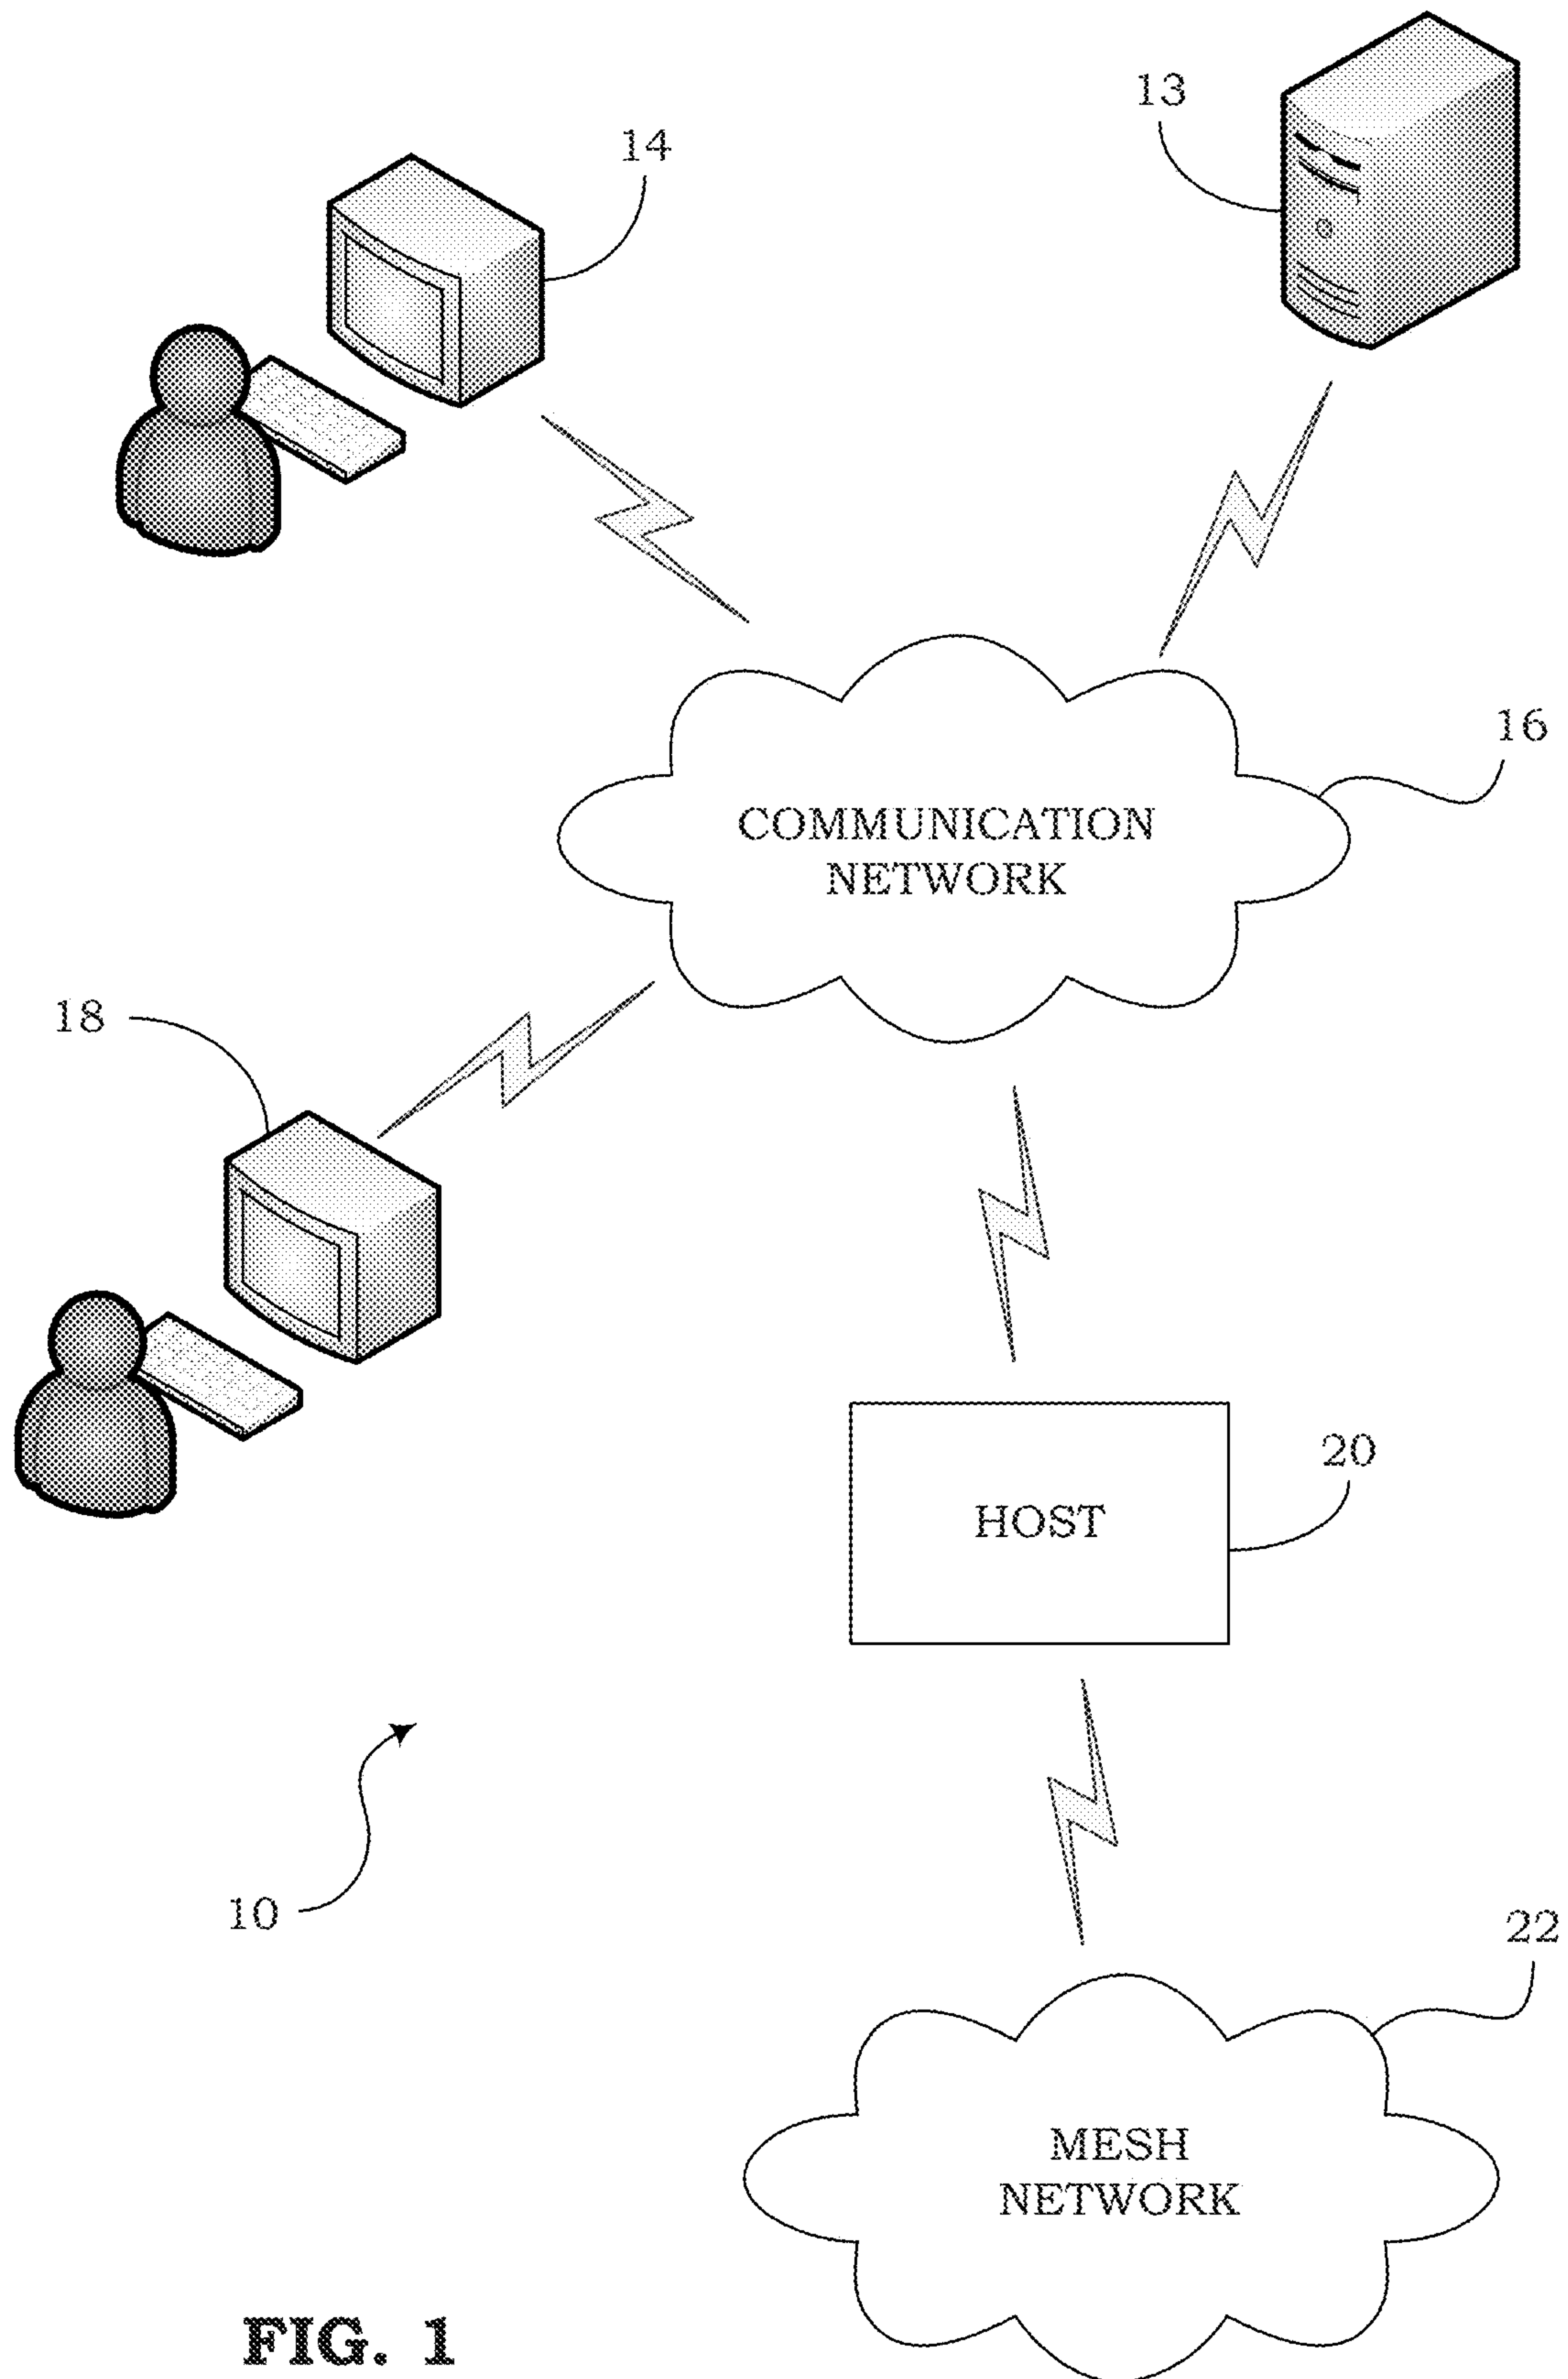 13
14
16
COMMUNICATION
NETWORK
18
20
HOST
10
22
MESH
NETWORK
FIG. 1